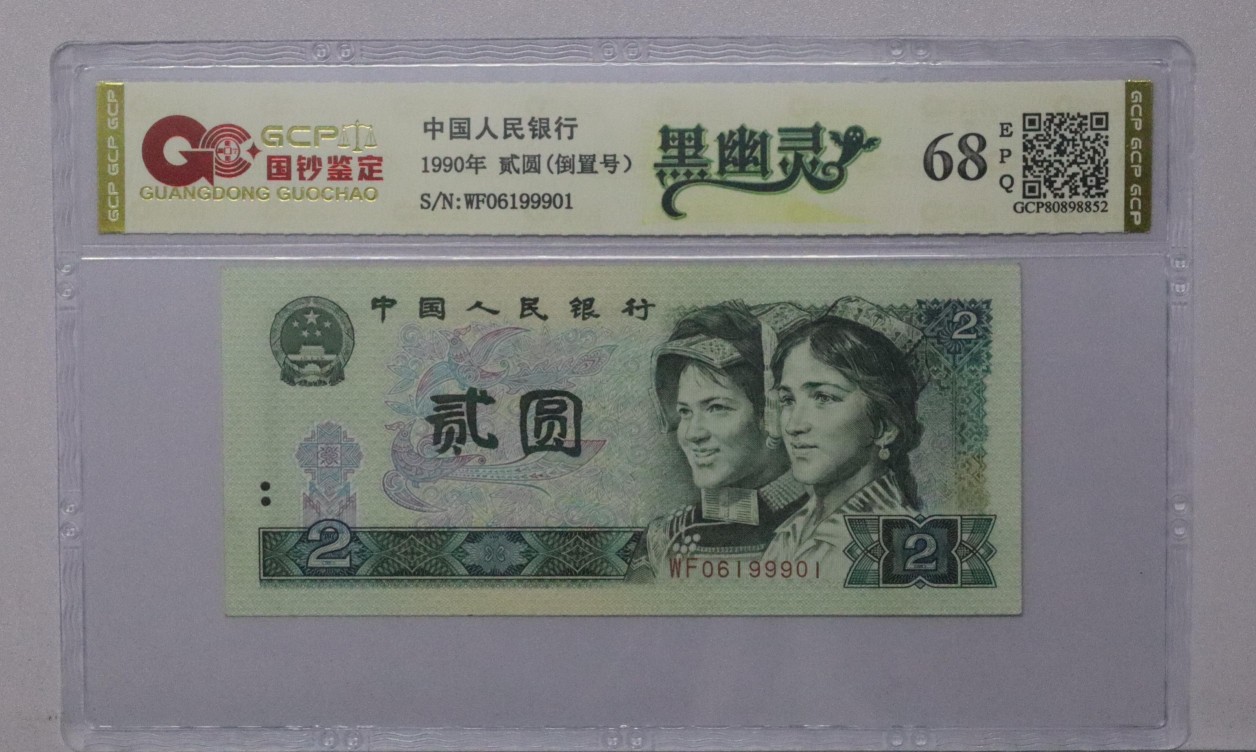 GCP GCP GCP
GCP
国钞鉴定
GUANGDONG GUOCHAO
中国人民银行
1990年 贰圆(倒置号)
S/N:WF06199901
黑幽灵
68
EPQ
GCP80898852
GCP GCP GCP
中国人民银行
2
贰圆
2
WF06199901
2